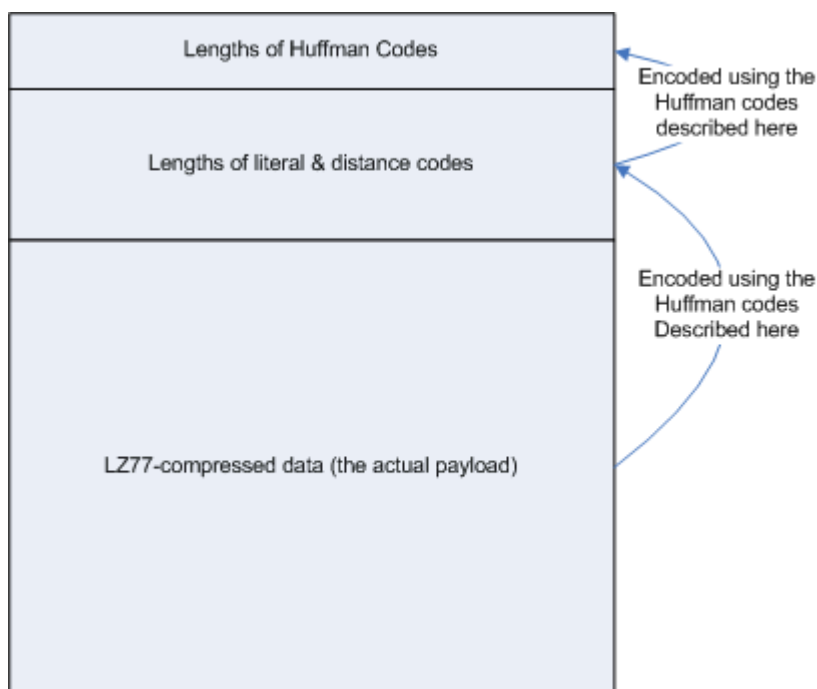 Lengths of Huffman Codes
Encoded using the
Huffman codes
described here
Lengths of literal & distance codes
Encoded using the
Huffman codes
Described here
LZ77-compressed data (the actual payload)